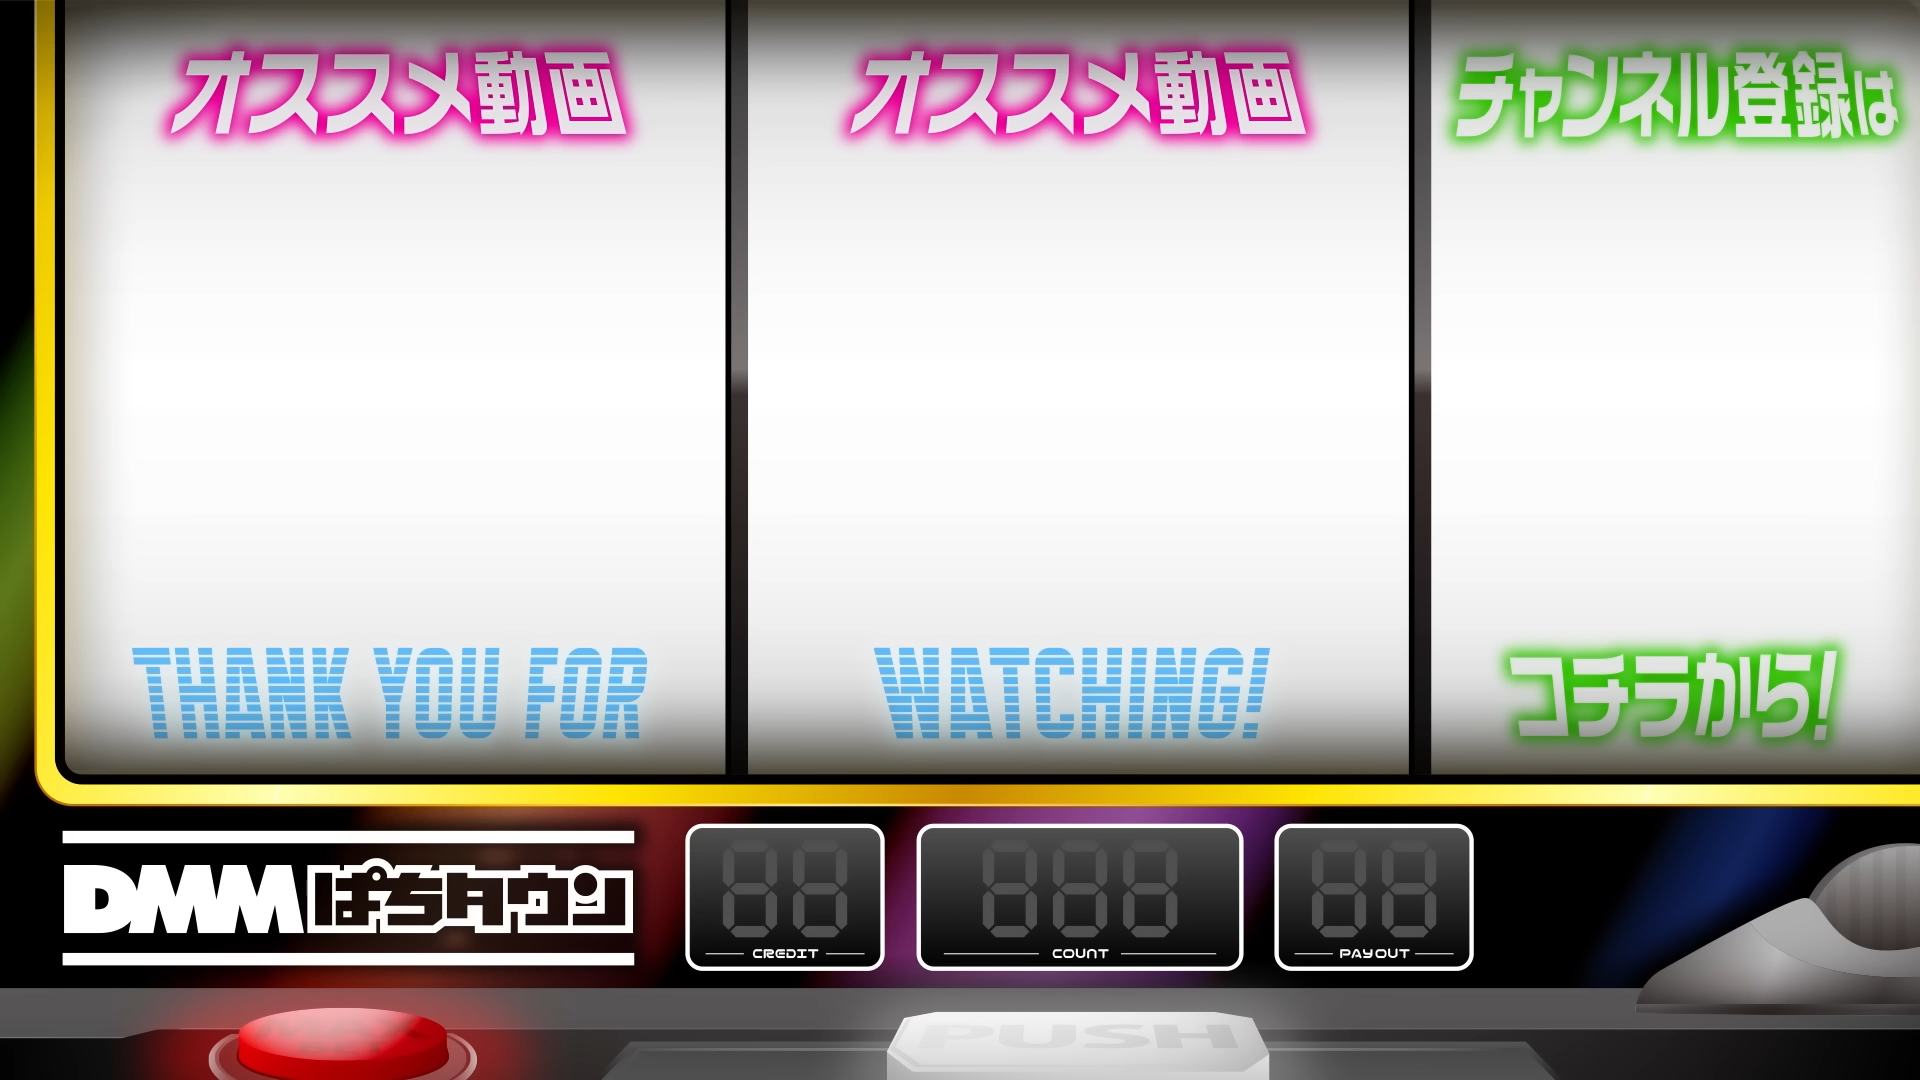 オススメ動画
オススメ動画
チャンネル登録は
THANK YOU FOR
WATCHING!
コチラから!
DMMぱちタウン
CREDIT
COUNT
PAYOUT
PUSH